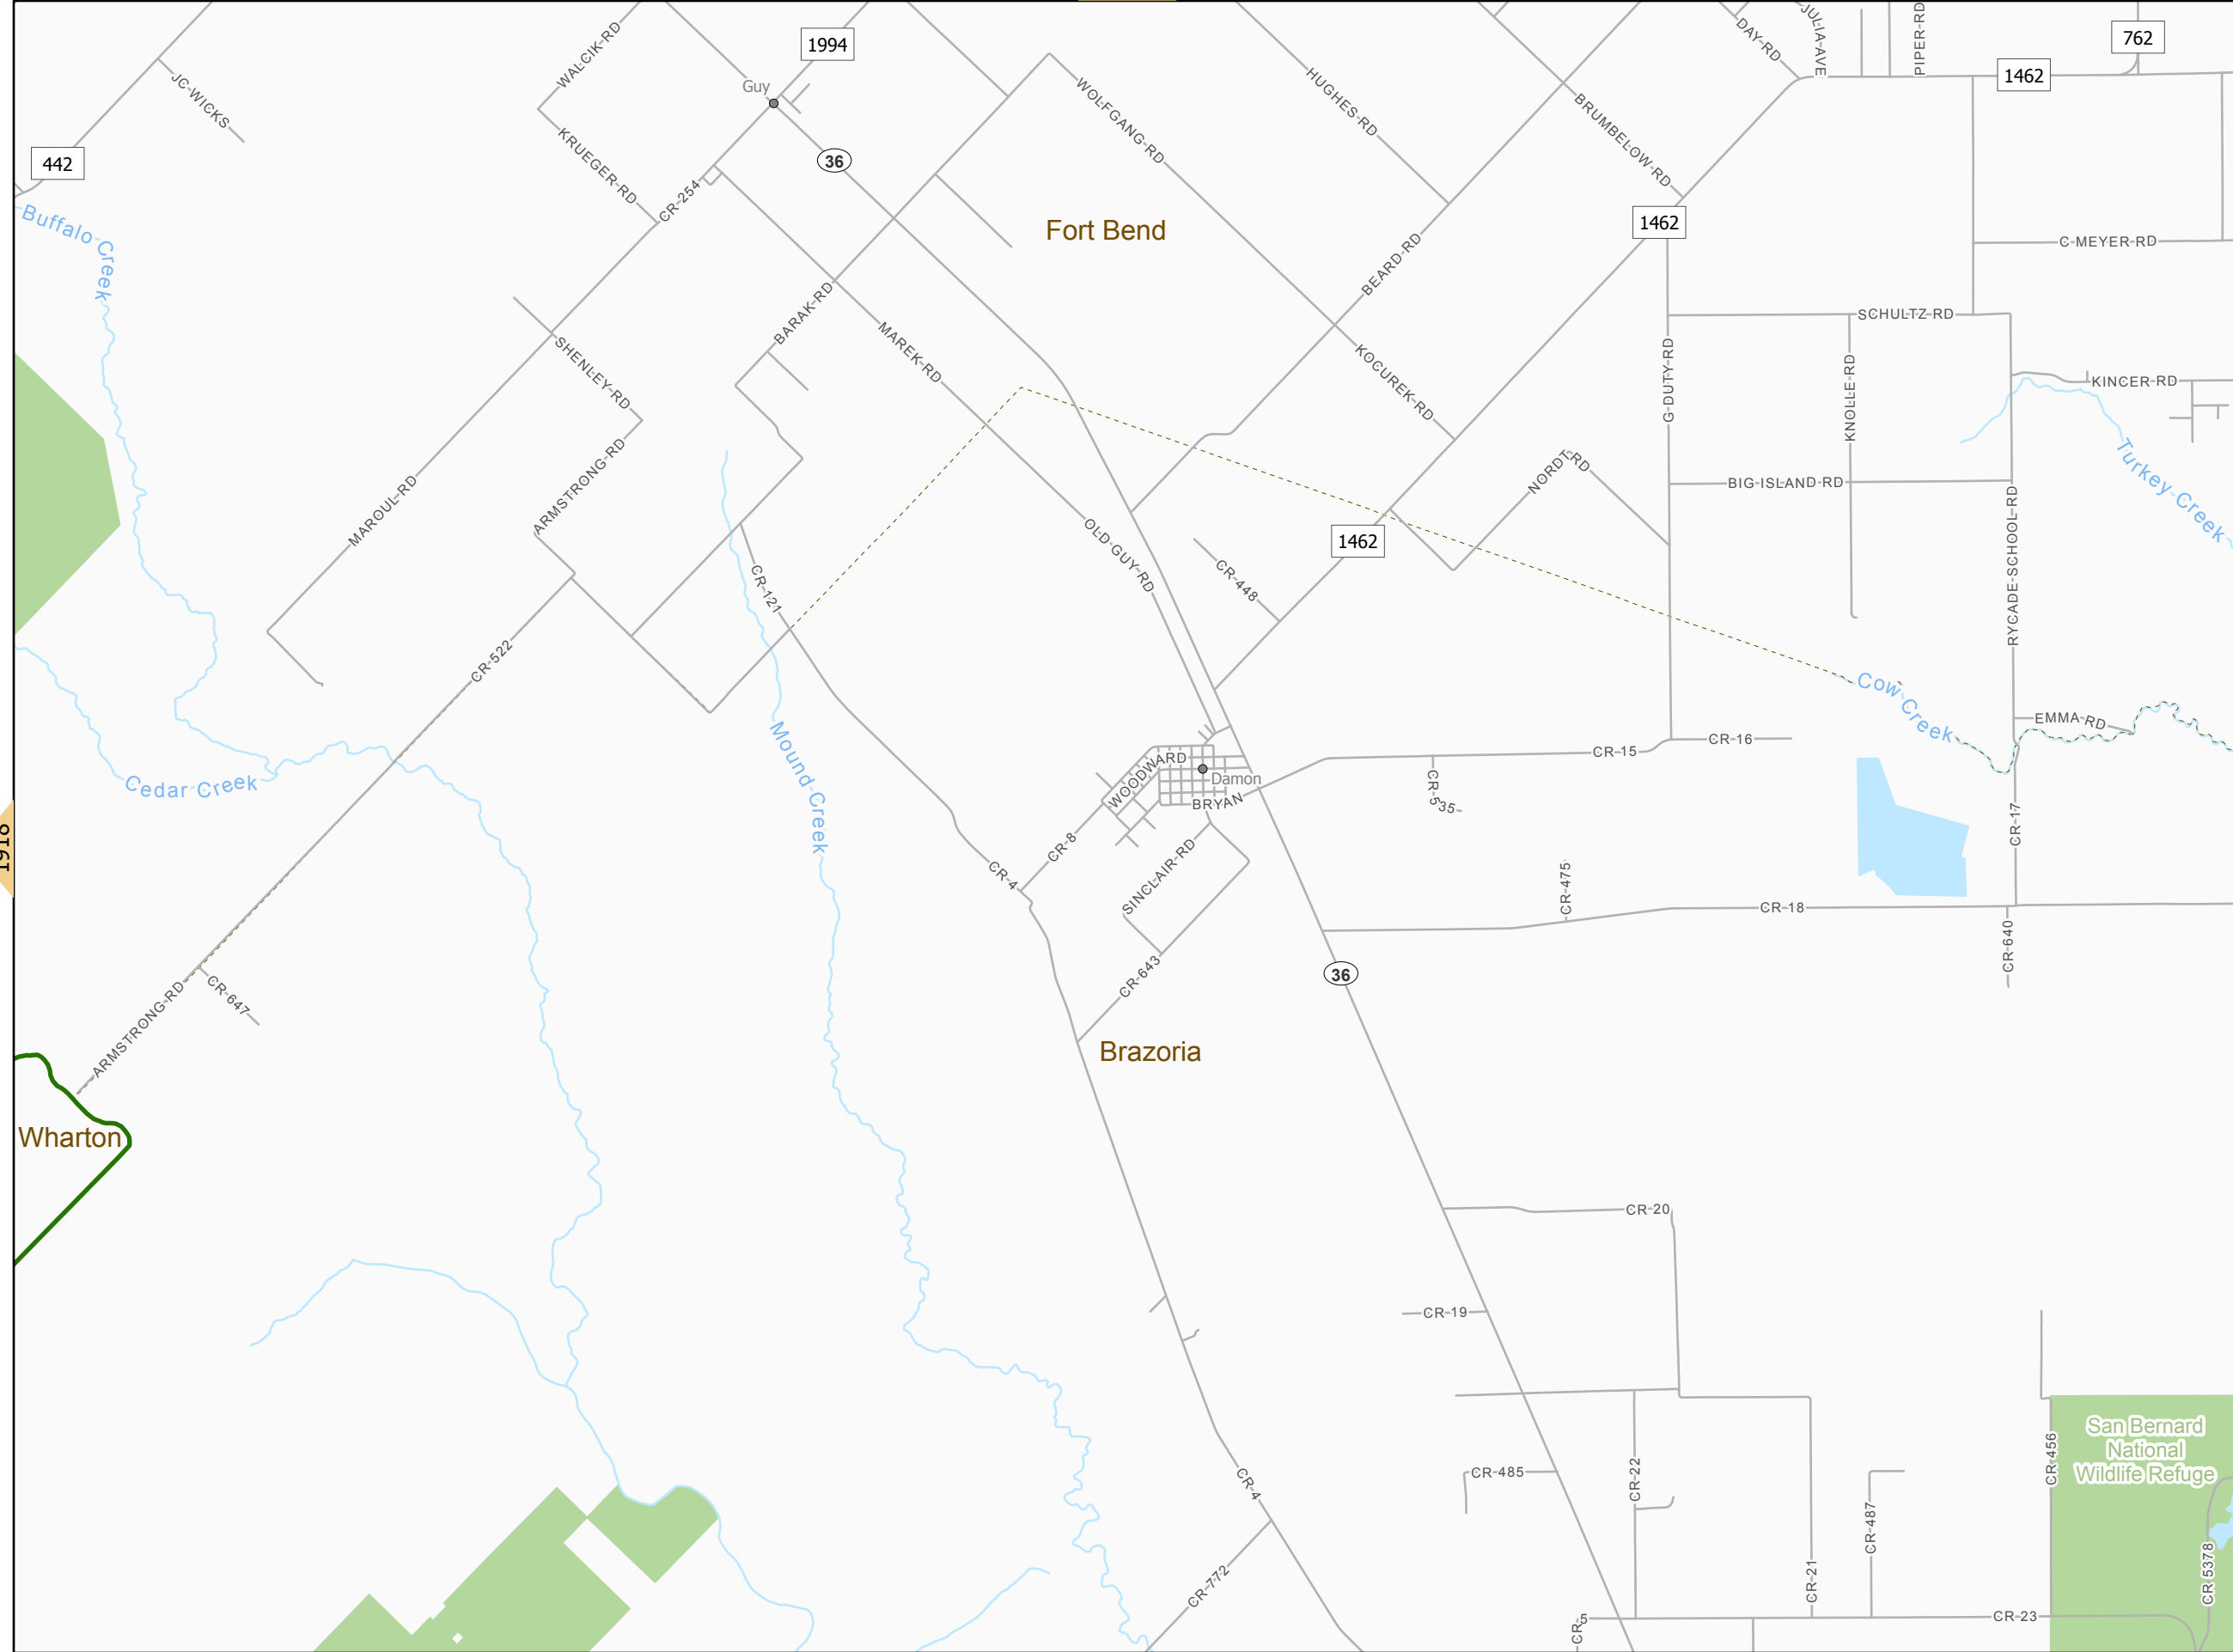 JULIA-AVE
PIPER-RD
DAY-RD
762
1462
1994
WALCIK-RD
Guy
JC-WICKS
HUGHES-RD
WOLFGANG-RD
BRUMBELOW-RD
442
KRUEGER-RD
36
CR-254
Buffalo-Creek
Fort Bend
1462
C-MEYER-RD
BEARD-RD
BARAK-RD
SCHULTZ-RD
MAREK-RD
SHENLEY-RD
KOCUREK-RD
G-DUTY-RD
KNOLLE-RD
KINCER-RD
ARMSTRONG-RD
NORDT-RD
BIG-ISLAND-RD
Turkey-Creek
MAROUL-RD
OLD-GUY-RD
1462
RYCADE-SCHOOL-RD
CR-121
CR-448
CR-522
Cow-Creek
EMMA-RD
Mound-Creek
CR-16
CR-15
WOODWARD
Damon
Cedar-Creek
CR-535
BRYAN
1918
CR-17
CR-8
CR-4
SINCLAIR-RD
CR-475
CR-18
CR-643
36
CR-640
CR-647
ARMSTRONG-RD
Brazoria
Wharton
CR-20
CR-19
San Bernard
National
Wildlife Refuge
CR-456
CR-485
CR-22
CR-4
CR-487
CR-772
CR-21
CR 5378
CR-5
CR-23